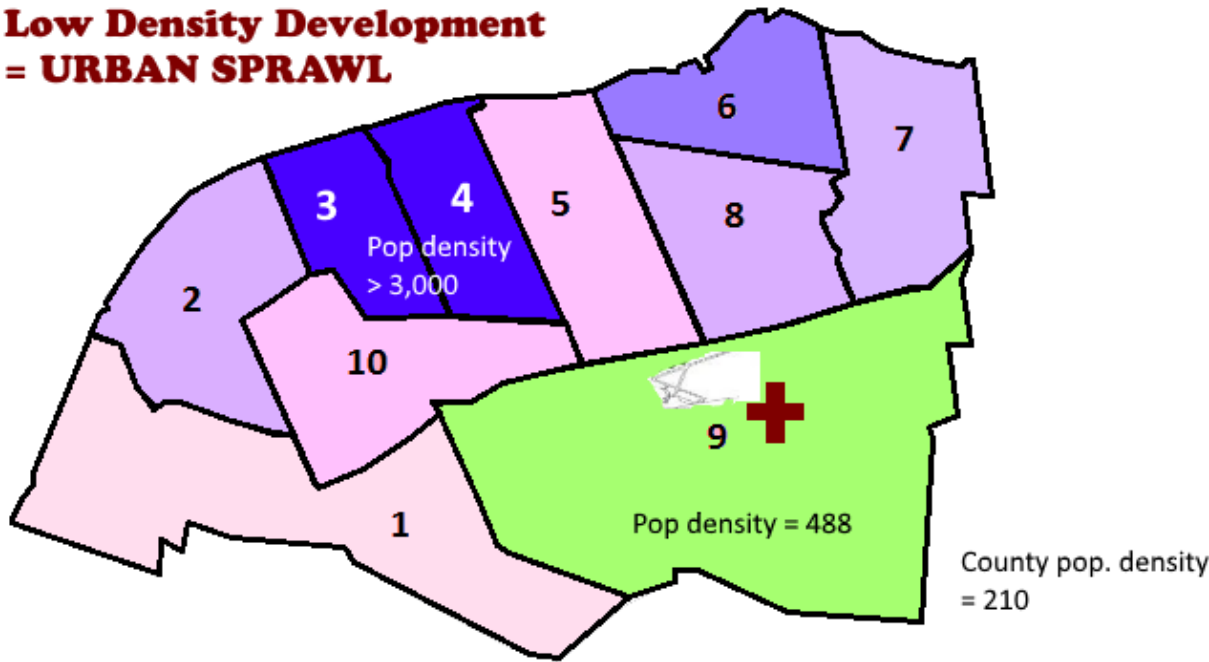 Low Density Development
= URBAN SPRAWL
6
7
3
4
5
8
Pop density
> 3,000
2
10
9
Pop density = 488
1
County pop. density
= 210